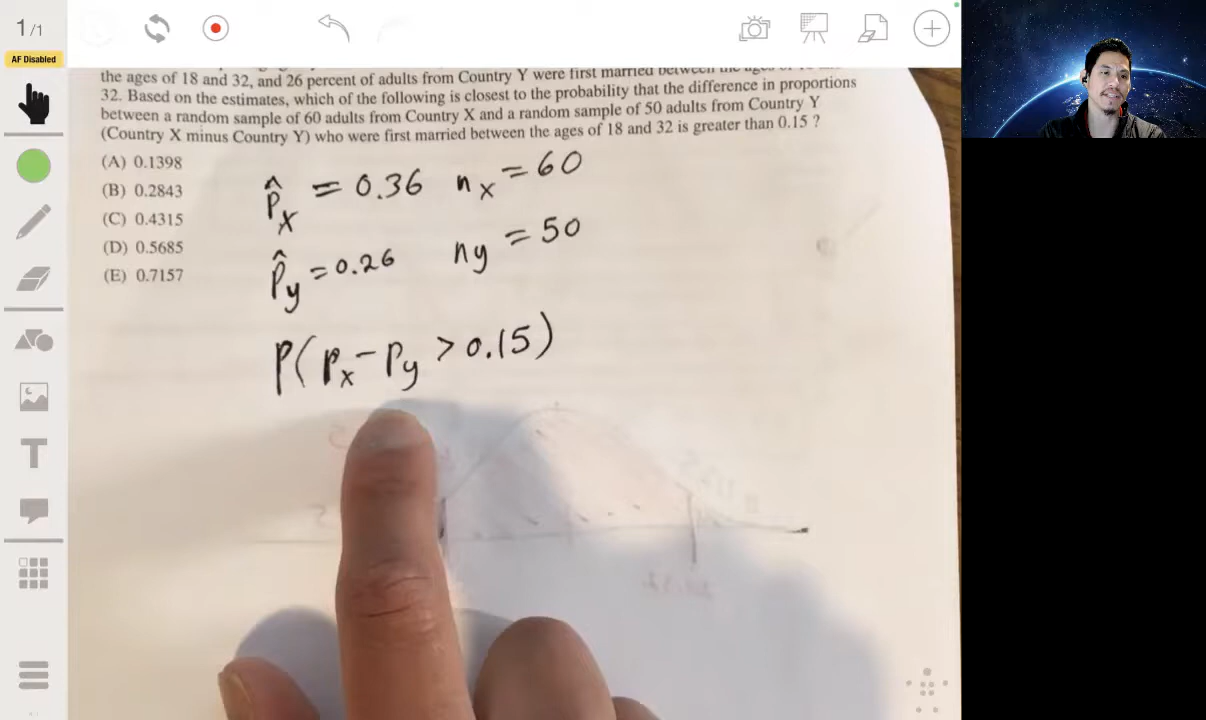 1/1
AF Disabled
the ages of 18 and 32, and 26 percent of adults from Country Y were first married between the ages of
32. Based on the estimates, which of the following is closest to the probability that the difference in proportions
between a random sample of 60 adults from Country X and a random sample of 50 adults from Country Y
(Country X minus Country Y) who were first married between the ages of 18 and 32 is greater than 0.15 ?
(A) 0.1398
(B) 0.2843
(C) 0.4315
(D) 0.5685
(E) 0.7157
p̂x = 0.36 nx = 60
p̂y = 0.26 ny = 50
P(px - py > 0.15)
T